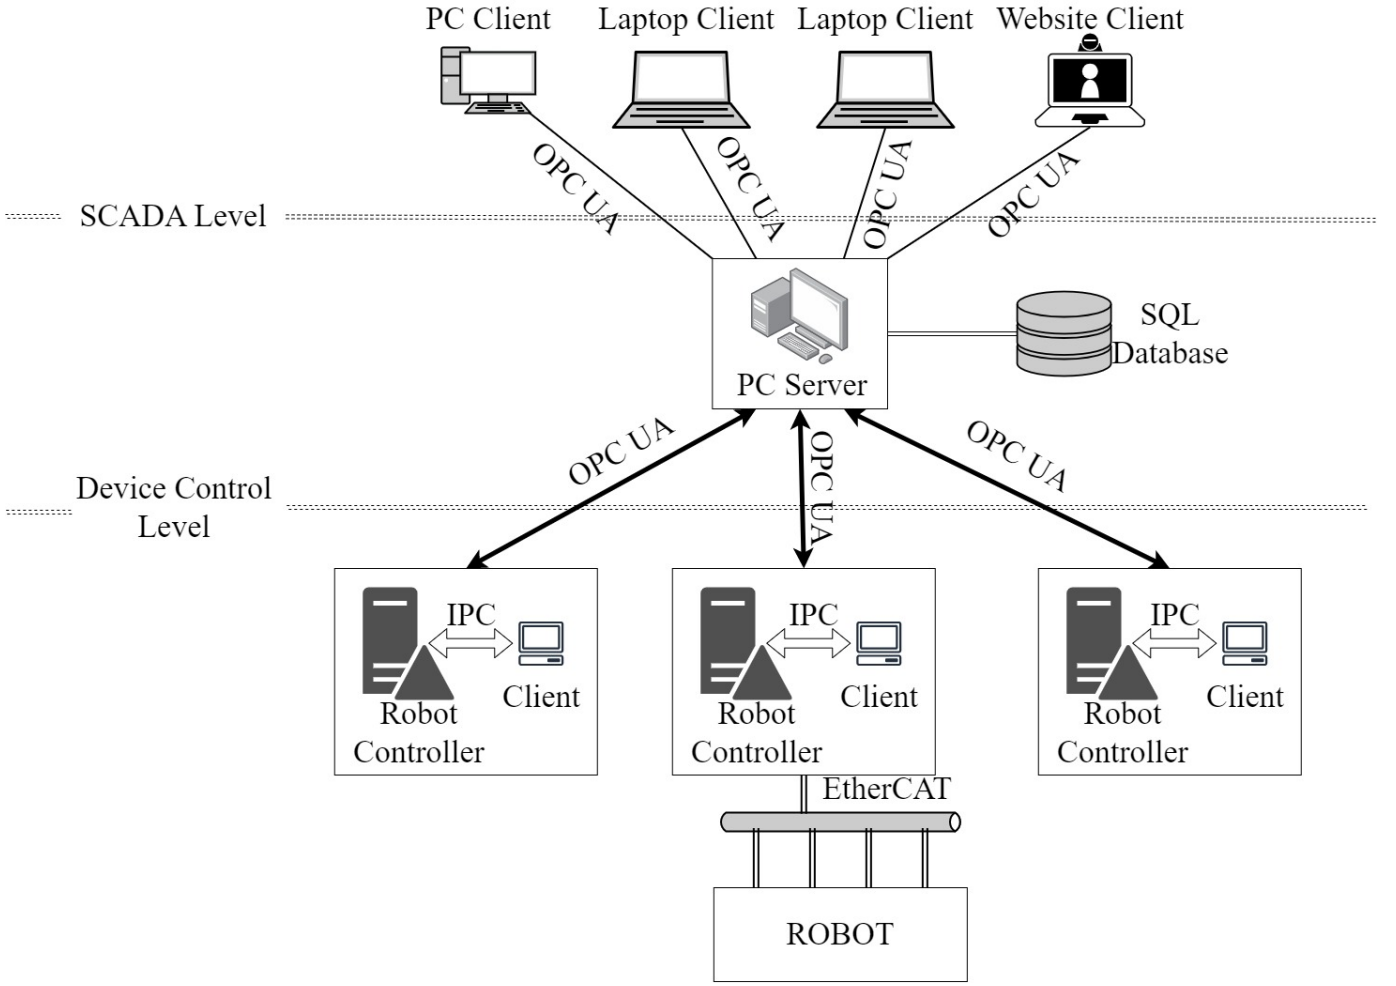 PC Client
Laptop Client
Laptop Client
Website Client
OPC UA
OPC UA
OPC UA
OPC UA
SCADA Level
PC Server
SQL
Database
OPC UA
OPC UA
OPC UA
Device Control
Level
IPC
Client
Robot
Controller
IPC
Client
Robot
Controller
IPC
Client
Robot
Controller
EtherCAT
ROBOT